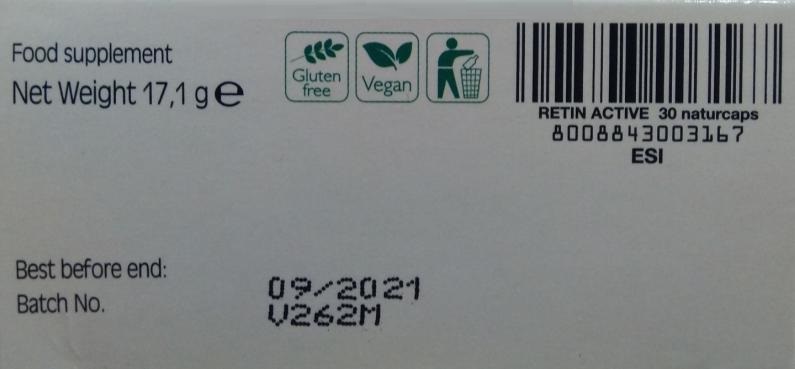 Food supplement
Net Weight 17,1 g e
Gluten
free
Vegan
RETIN ACTIVE 30 naturcaps
8008843003167
ESI
Best before end:
09/2021
Batch No.
V262M